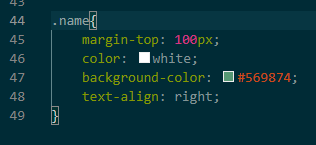 44 .name{
45 margin-top: 100px;
46 color: white;
47 background-color: #569874;
48 text-align: right;
49 }